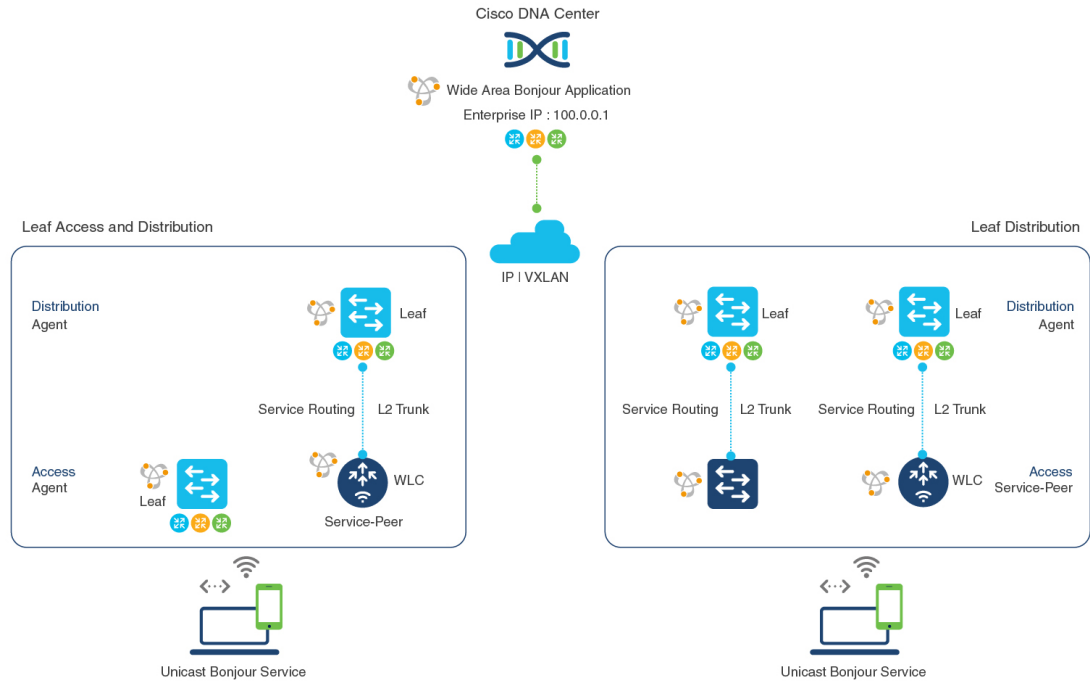 Cisco DNA Center
Wide Area Bonjour Application
Enterprise IP : 100.0.0.1
IP | VXLAN
Leaf Access and Distribution
Distribution
Agent
Leaf
Service Routing
L2 Trunk
Access
Agent
Leaf
WLC
Service-Peer
Unicast Bonjour Service
Leaf Distribution
Leaf
Leaf
Distribution
Agent
Service Routing
L2 Trunk
Service Routing
L2 Trunk
WLC
Access
Service-Peer
Unicast Bonjour Service